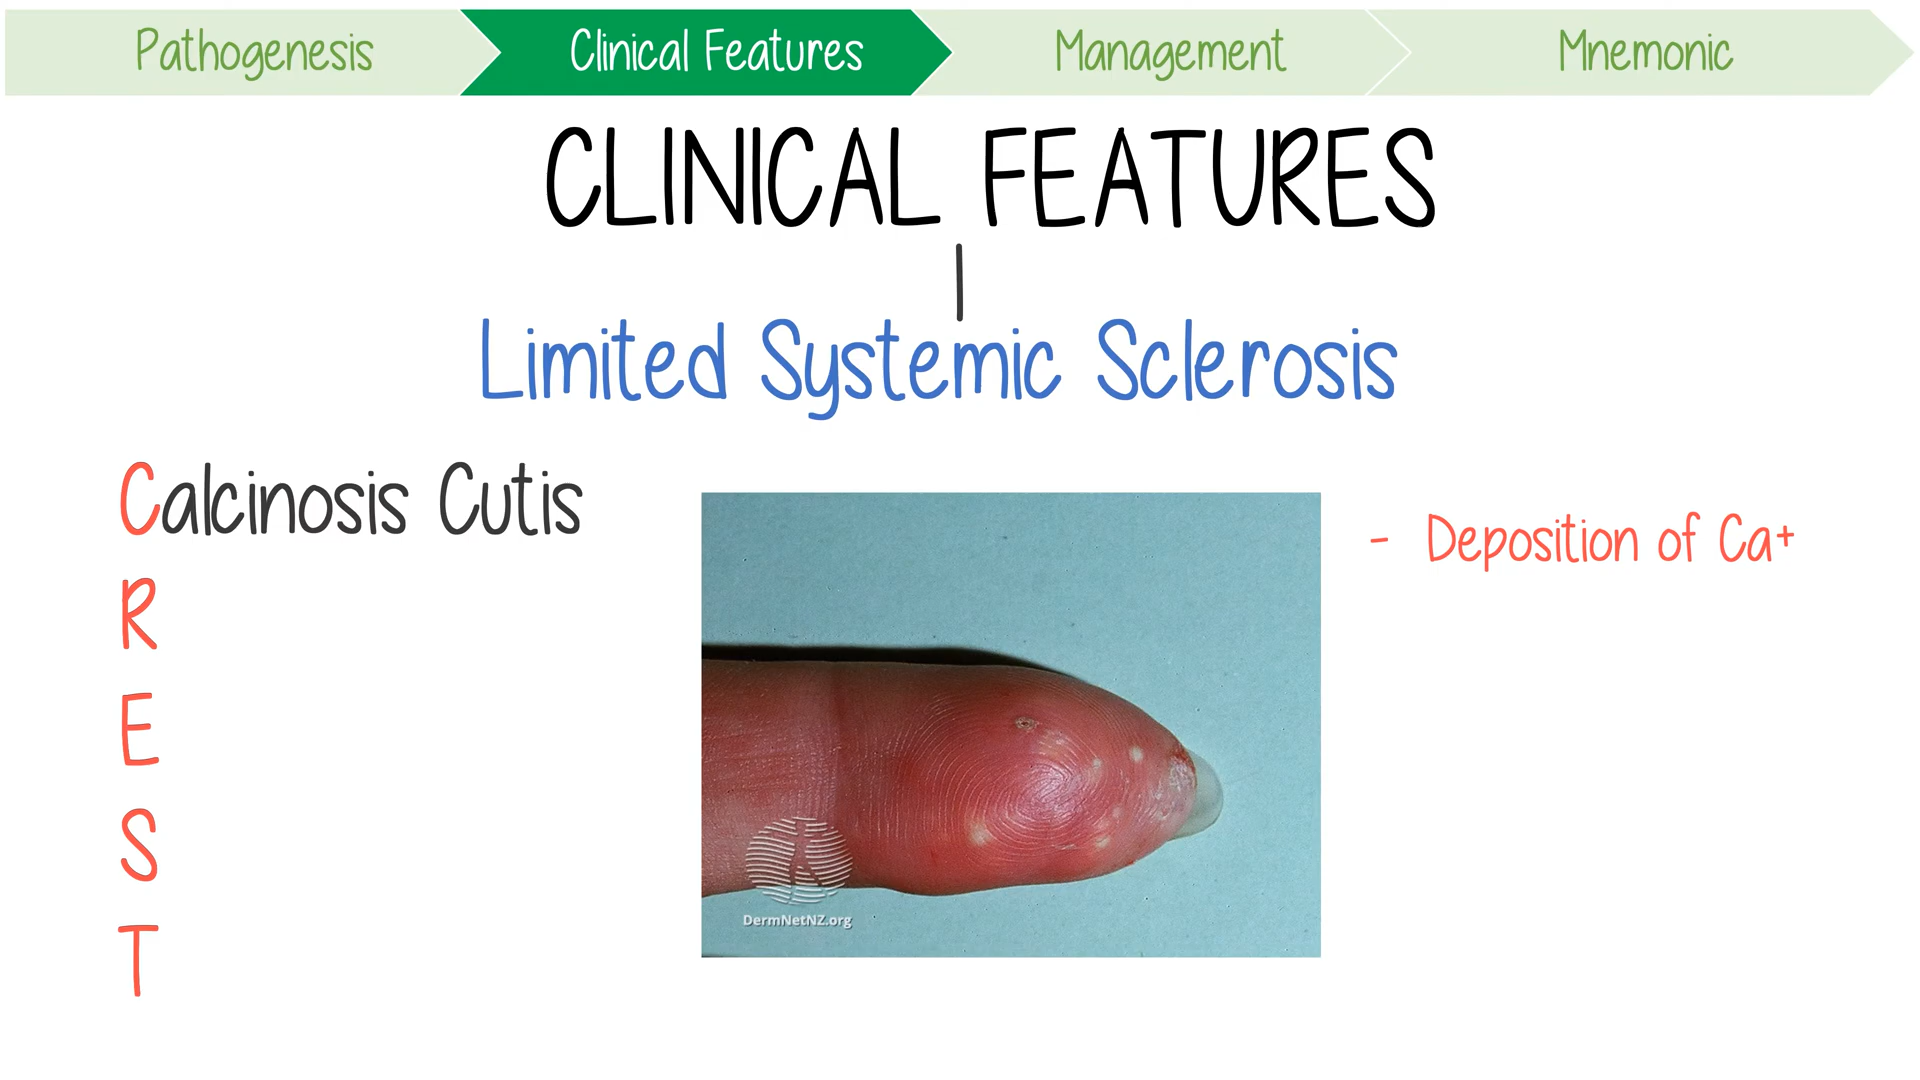 Pathogenesis
Clinical Features
Management
Mnemonic
CLINICAL FEATURES
Limited Systemic Sclerosis
Calcinosis Cutis
R
E
S
T
- Deposition of Ca+
DermNetNZ.org